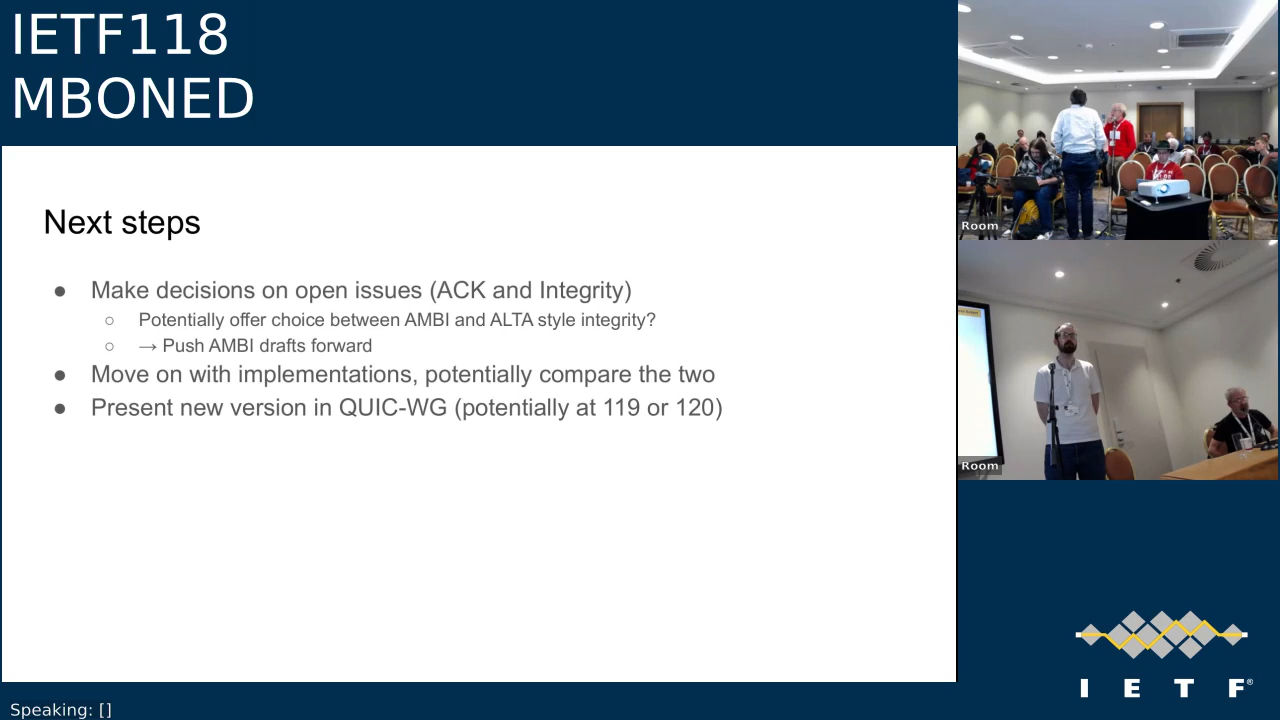 IETF118
MBONED
Next steps
● Make decisions on open issues (ACK and Integrity)
○ Potentially offer choice between AMBI and ALTA style integrity?
○ → Push AMBI drafts forward
● Move on with implementations, potentially compare the two
● Present new version in QUIC-WG (potentially at 119 or 120)
Room
Room
I E T F®
Speaking: []